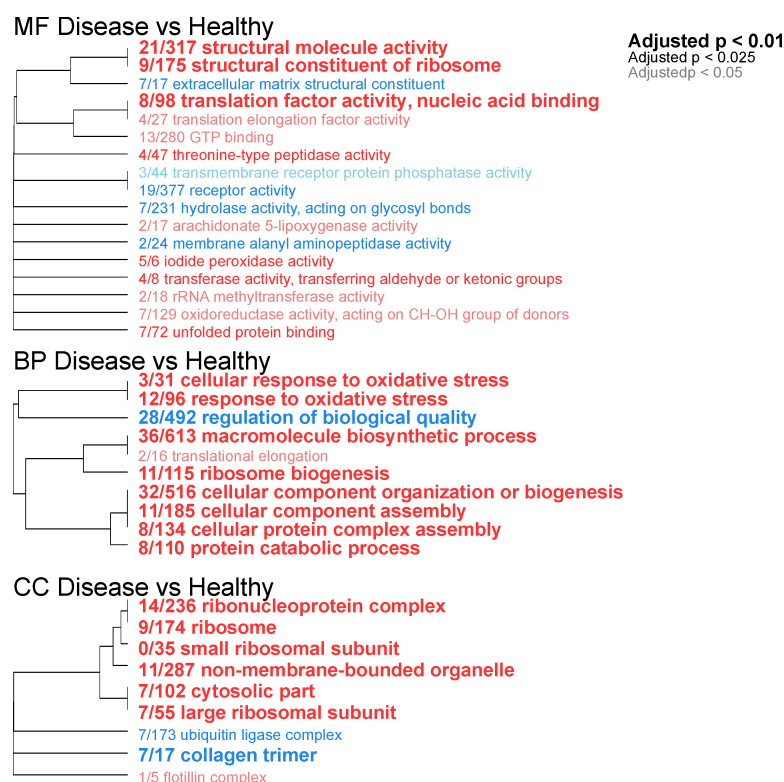 MF Disease vs Healthy
21/317 structural molecule activity
9/175 structural constituent of ribosome
7/17 extracellular matrix structural constituent
8/98 translation factor activity, nucleic acid binding
4/27 translation elongation factor activity
13/280 GTP binding
4/47 threonine-type peptidase activity
3/44 transmembrane receptor protein phosphatase activity
19/377 receptor activity
7/231 hydrolase activity, acting on glycosyl bonds
2/17 arachidonate 5-lipoxygenase activity
2/24 membrane alanyl aminopeptidase activity
5/6 iodide peroxidase activity
4/8 transferase activity, transferring aldehyde or ketonic groups
2/18 rRNA methyltransferase activity
7/129 oxidoreductase activity, acting on CH-OH group of donors
7/72 unfolded protein binding
Adjusted p < 0.01
Adjusted p < 0.025
Adjustedp < 0.05
BP Disease vs Healthy
3/31 cellular response to oxidative stress
12/96 response to oxidative stress
28/492 regulation of biological quality
36/613 macromolecule biosynthetic process
2/16 translational elongation
11/115 ribosome biogenesis
32/516 cellular component organization or biogenesis
11/185 cellular component assembly
8/134 cellular protein complex assembly
8/110 protein catabolic process
CC Disease vs Healthy
14/236 ribonucleoprotein complex
9/174 ribosome
0/35 small ribosomal subunit
11/287 non-membrane-bounded organelle
7/102 cytosolic part
7/55 large ribosomal subunit
7/173 ubiquitin ligase complex
7/17 collagen trimer
1/5 flotillin complex